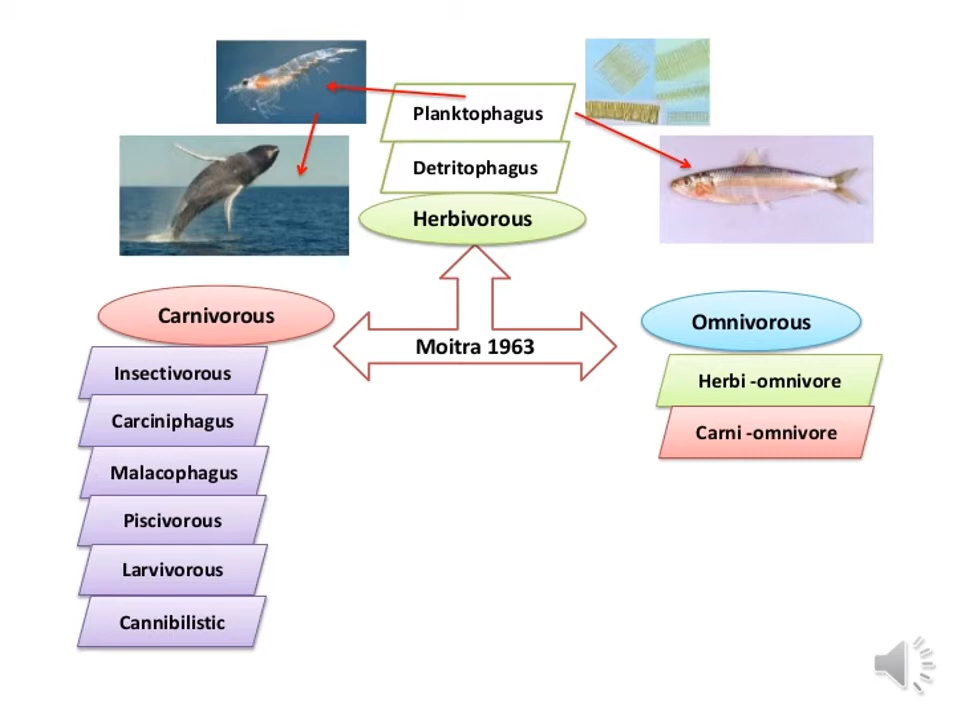 Planktophagus
Detritophagus
Herbivorous
Carnivorous
Omnivorous
Moitra 1963
Insectivorous
Carciniphagus
Malacophagus
Piscivorous
Larvivorous
Cannibilistic
Herbi -omnivore
Carni -omnivore